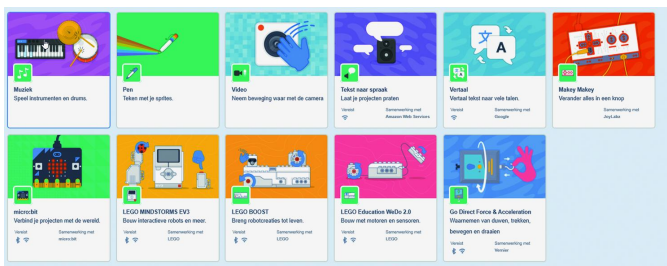 Muziek
Speel instrumenten en drums.
Pen
Teken met je sprites.
Video
Neem beweging waar met de camera
Tekst naar spraak
Laat je projecten praten
Vereist
Samenwerking met
Amazon Web Services
Vertaal
Vertaal tekst naar vele talen.
Vereist
Samenwerking met
Google
Makey Makey
Verander alles in een knop
Samenwerking met
JoyLabz
micro:bit
Verbind je projecten met de wereld.
Vereist
Samenwerking met
micro:bit
LEGO MINDSTORMS EV3
Bouw interactieve robots en meer.
Vereist
Samenwerking met
LEGO
LEGO BOOST
Breng robotcreaties tot leven.
Vereist
Samenwerking met
LEGO
LEGO Education WeDo 2.0
Bouw met motoren en sensoren.
Vereist
Samenwerking met
LEGO
Go Direct Force & Acceleration
Waarnemen van duwen, trekken,
bewegen en draaien
Vereist
Samenwerking met
Vernier